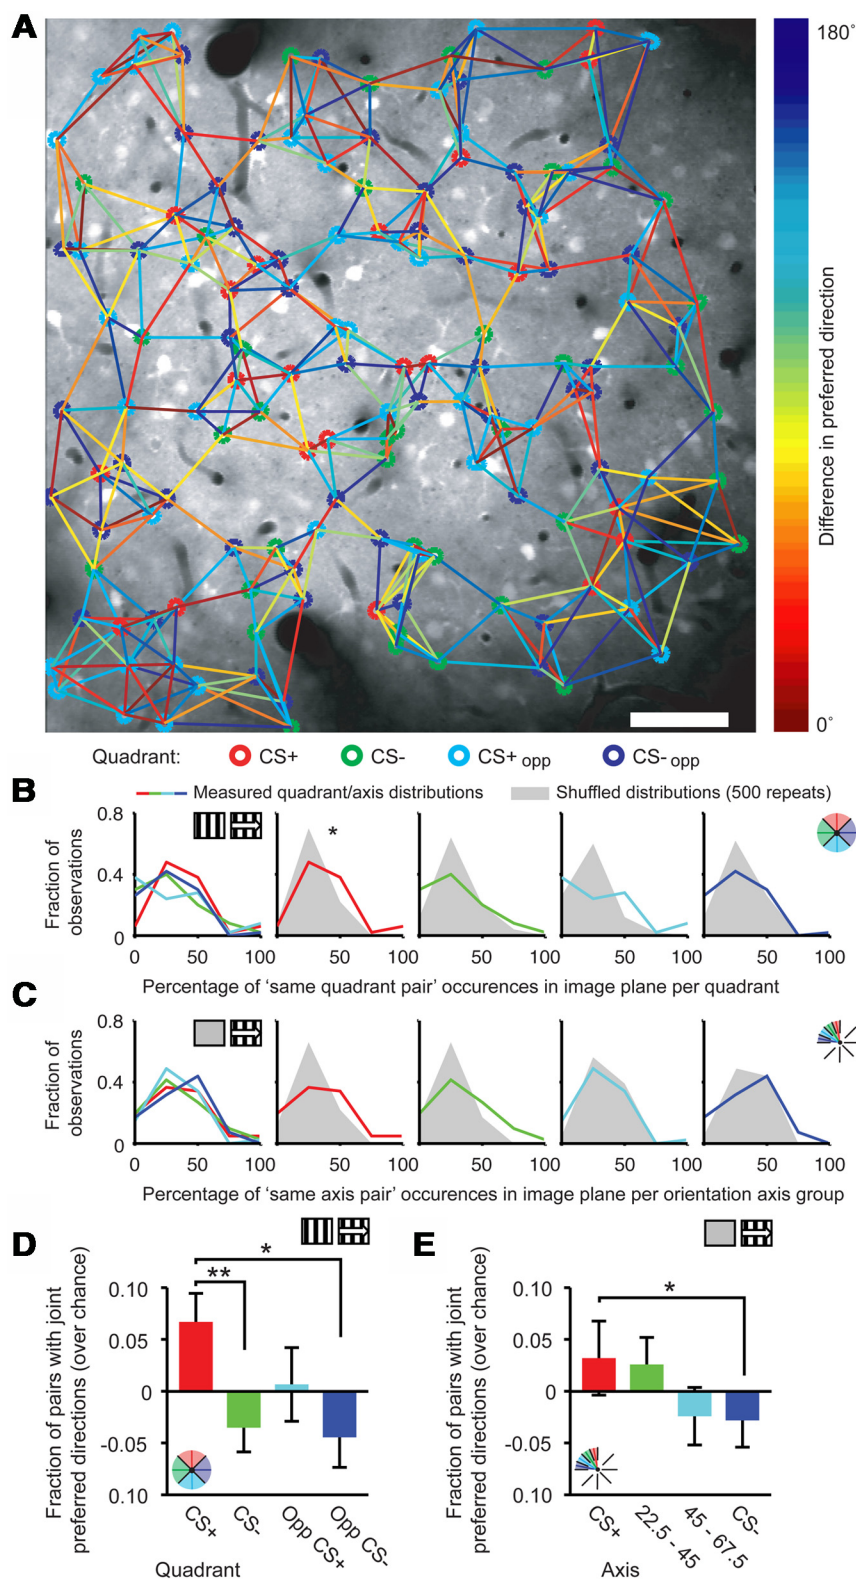 A
180°
Difference in preferred direction
0°
Quadrant: CS+ CS- CS+ opp CS- opp
B
Measured quadrant/axis distributions Shuffled distributions (500 repeats)
Fraction of
observations
0.8
0.4
0
*
0 50 100 50 100 50 100 50 100 50 100
Percentage of ‘same quadrant pair’ occurences in image plane per quadrant
C
Fraction of
observations
0.8
0.4
0
0 50 100 50 100 50 100 50 100 50 100
Percentage of ‘same axis pair’ occurences in image plane per orientation axis group
D
Fraction of pairs with joint
preferred directions (over chance)
0.10
0.05
0
-0.05
0.10
*
**
CS+ CS- Opp CS+ Opp CS-
Quadrant
E
Fraction of pairs with joint
preferred directions (over chance)
0.10
0.05
0
-0.05
0.10
*
CS+ 22.5 - 45 45 - 67.5 CS-
Axis